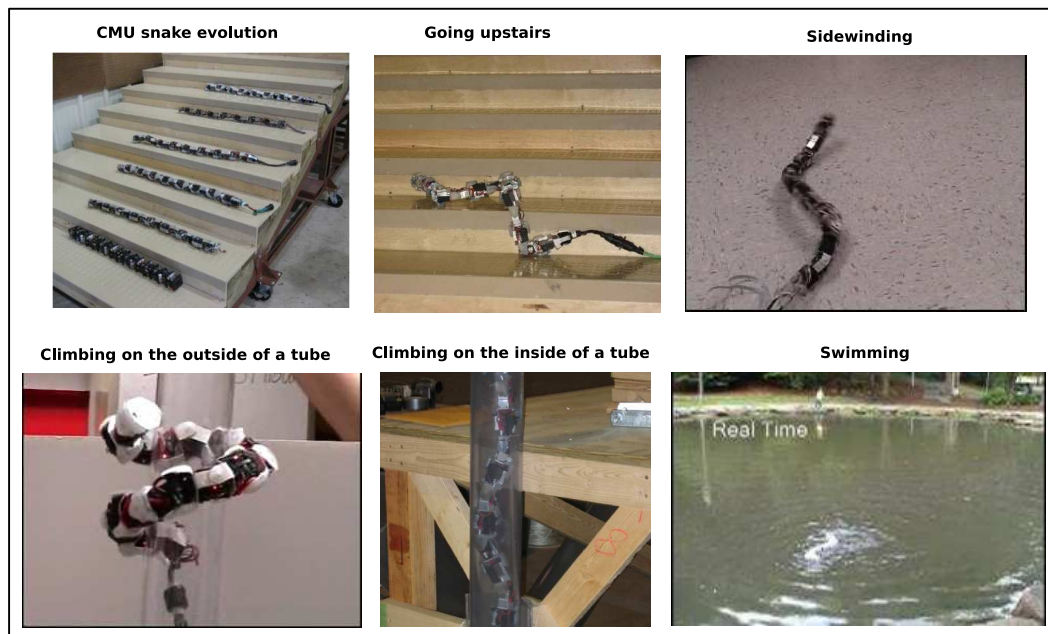 CMU snake evolution
Going upstairs
Sidewinding
Climbing on the outside of a tube
Climbing on the inside of a tube
Swimming
Real Time